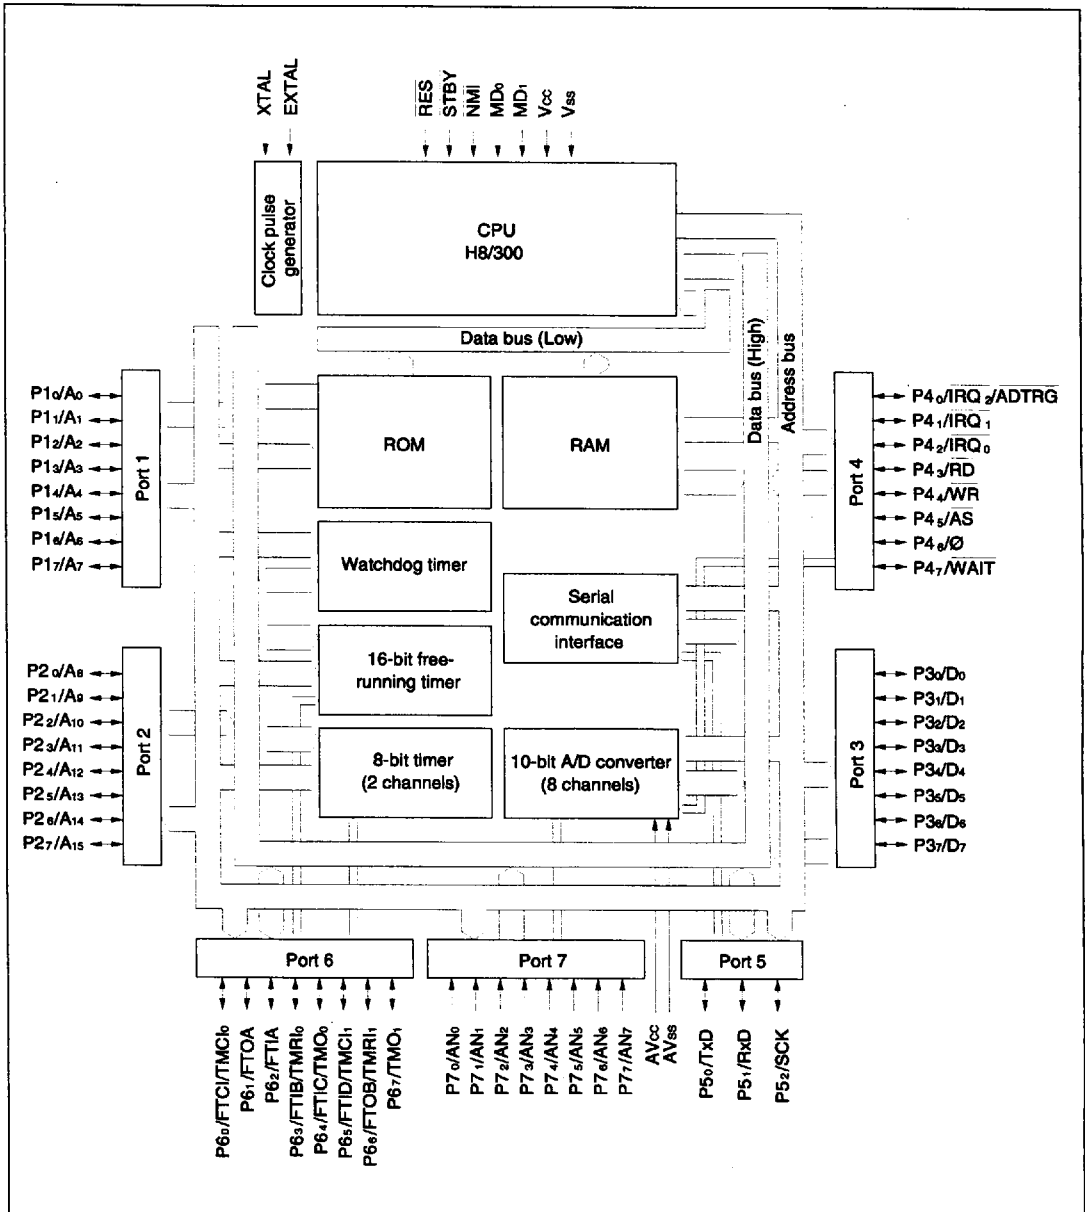 XTAL
EXTAL
RES
STBY
NMI
MD0
MD1
Vcc
Vss
Clock pulse
generator
CPU
H8/300
Data bus (Low)
Data bus (High)
Address bus
P10/A0
P11/A1
P12/A2
P13/A3
P14/A4
P15/A5
P16/A6
P17/A7
Port 1
ROM
RAM
Port 4
P40/IRQ2/ADTRG
P41/IRQ1
P42/IRQ0
P43/RD
P44/WR
P45/AS
P46/Ø
P47/WAIT
Watchdog timer
Serial
communication
interface
16-bit free-
running timer
8-bit timer
(2 channels)
10-bit A/D converter
(8 channels)
P20/A8
P21/A9
P22/A10
P23/A11
P24/A12
P25/A13
P26/A14
P27/A15
Port 2
Port 3
P30/D0
P31/D1
P32/D2
P33/D3
P34/D4
P35/D5
P36/D6
P37/D7
Port 6
Port 7
Port 5
P60/FTCI/TMCI0
P61/FTOA
P62/FTIA
P63/FTIB/TMRI0
P64/FTIC/TMO0
P65/FTID/TMCI1
P66/FTOB/TMRI1
P67/TMO1
P70/AN0
P71/AN1
P72/AN2
P73/AN3
P74/AN4
P75/AN5
P76/AN6
P77/AN7
AVcc
AVss
P50/TxD
P51/RxD
P52/SCK